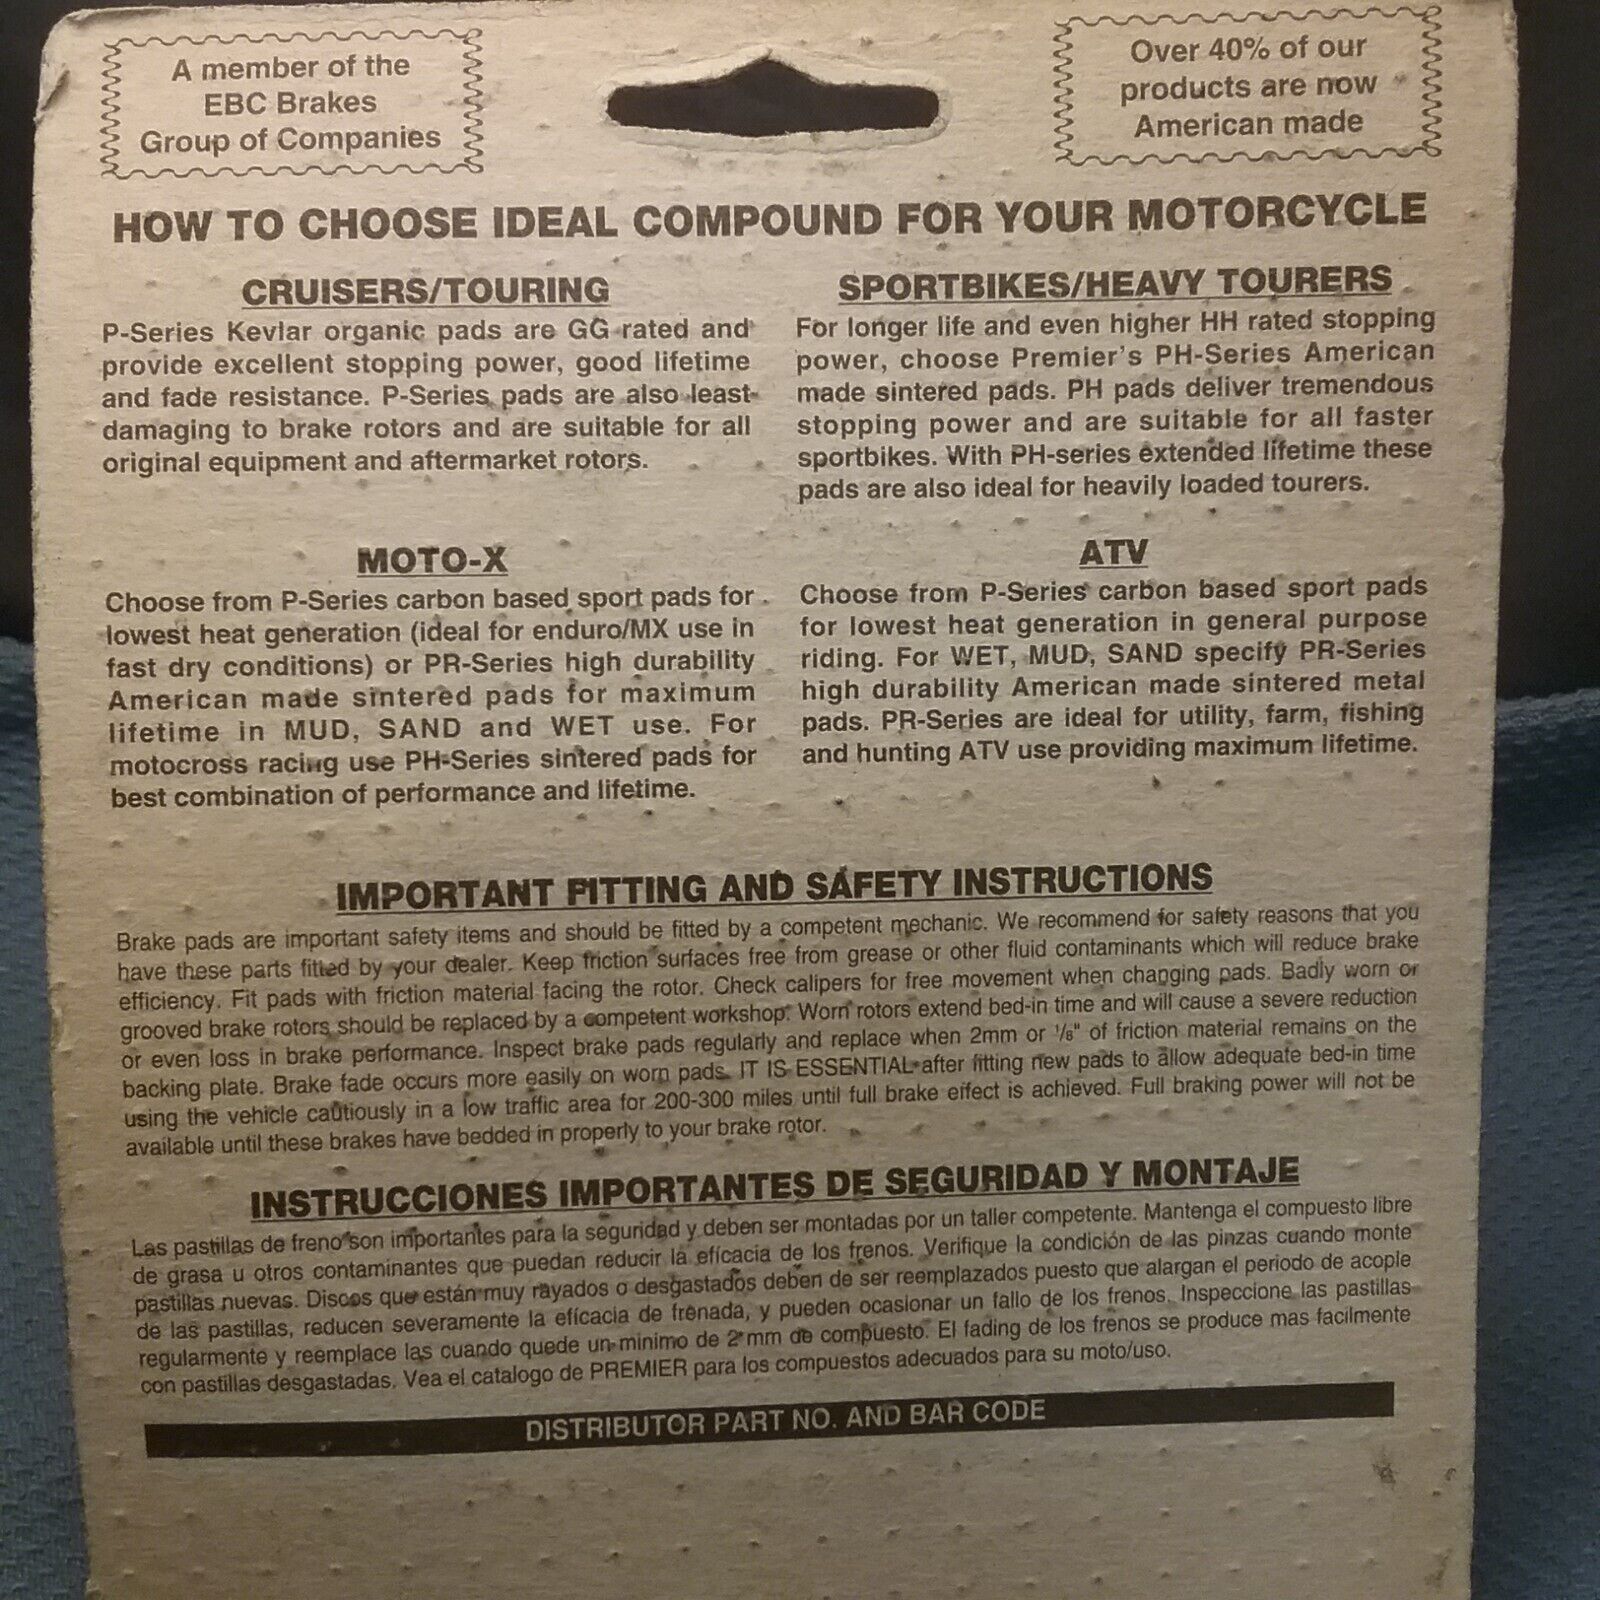 A member of the
EBC Brakes
Group of Companies
Over 40% of our
products are now
American made
HOW TO CHOOSE IDEAL COMPOUND FOR YOUR MOTORCYCLE
CRUISERS/TOURING
P-Series Kevlar organic pads are GG rated and
provide excellent stopping power, good lifetime
and fade resistance. P-Series pads are also least-
damaging to brake rotors and are suitable for all
original equipment and aftermarket rotors.
SPORTBIKES/HEAVY TOURERS
For longer life and even higher HH rated stopping
power, choose Premier's PH-Series American
made sintered pads. PH pads deliver tremendous
stopping power and are suitable for all faster
sportbikes. With PH-series extended lifetime these
pads are also ideal for heavily loaded tourers.
MOTO-X
Choose from P-Series carbon based sport pads for
lowest heat generation (ideal for enduro/MX use in
fast dry conditions) or PR-Series high durability
American made sintered pads for maximum
lifetime in MUD, SAND and WET use. For
motocross racing use PH-Series sintered pads for
best combination of performance and lifetime.
ATV
Choose from P-Series carbon based sport pads
for lowest heat generation in general purpose
riding. For WET, MUD, SAND specify PR-Series
high durability American made sintered metal
pads. PR-Series are ideal for utility, farm, fishing
and hunting ATV use providing maximum lifetime.
IMPORTANT FITTING AND SAFETY INSTRUCTIONS
Brake pads are important safety items and should be fitted by a competent mechanic. We recommend for safety reasons that you
have these parts fitted by your dealer. Keep friction surfaces free from grease or other fluid contaminants which will reduce brake
efficiency. Fit pads with friction material facing the rotor. Check calipers for free movement when changing pads. Badly worn or
grooved brake rotors should be replaced by a competent workshop. Worn rotors extend bed-in time and will cause a severe reduction
or even loss in brake performance. Inspect brake pads regularly and replace when 2mm or 1/8" of friction material remains on the
backing plate. Brake fade occurs more easily on worn pads. IT IS ESSENTIAL after fitting new pads to allow adequate bed-in time
using the vehicle cautiously in a low traffic area for 200-300 miles until full brake effect is achieved. Full braking power will not be
available until these brakes have bedded in properly to your brake rotor.
INSTRUCCIONES IMPORTANTES DE SEGURIDAD Y MONTAJE
Las pastillas de freno son importantes para la seguridad y deben ser montadas por un taller competente. Mantenga el compuesto libre
de grasa u otros contaminantes que puedan reducir la eficacia de los frenos. Verifique la condición de las pinzas cuando monte
pastillas nuevas. Discos que están muy rayados o desgastados deben de ser reemplazados puesto que alargan el periodo de acople
de las pastillas, reducen severamente la eficacia de frenada, y pueden ocasionar un fallo de los frenos. Inspeccione las pastillas
regularmente y reemplace las cuando quede un minimo de 2 mm de compuesto. El fading de los frenos se produce mas facilmente
con pastillas desgastadas. Vea el catalogo de PREMIER para los compuestos adecuados para su moto/uso.
DISTRIBUTOR PART NO. AND BAR CODE